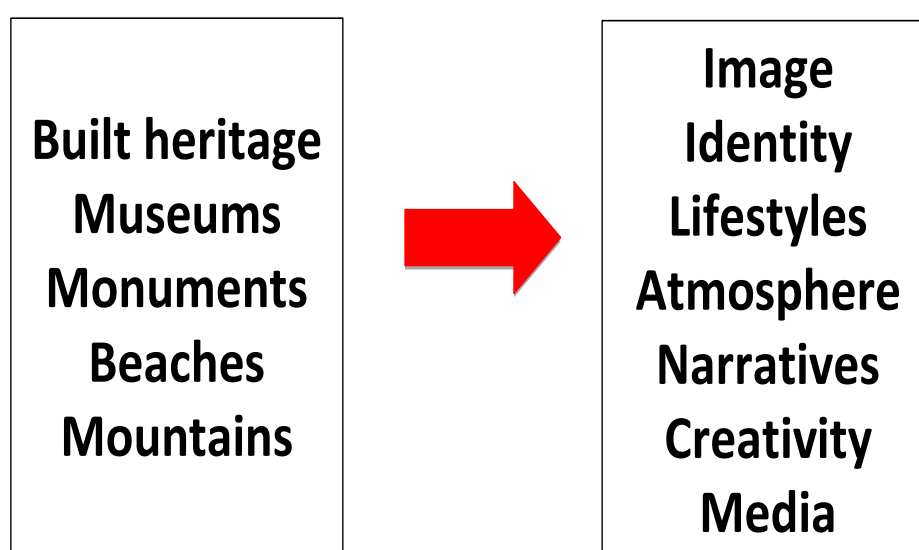 Built heritage
Museums
Monuments
Beaches
Mountains
Image
Identity
Lifestyles
Atmosphere
Narratives
Creativity
Media